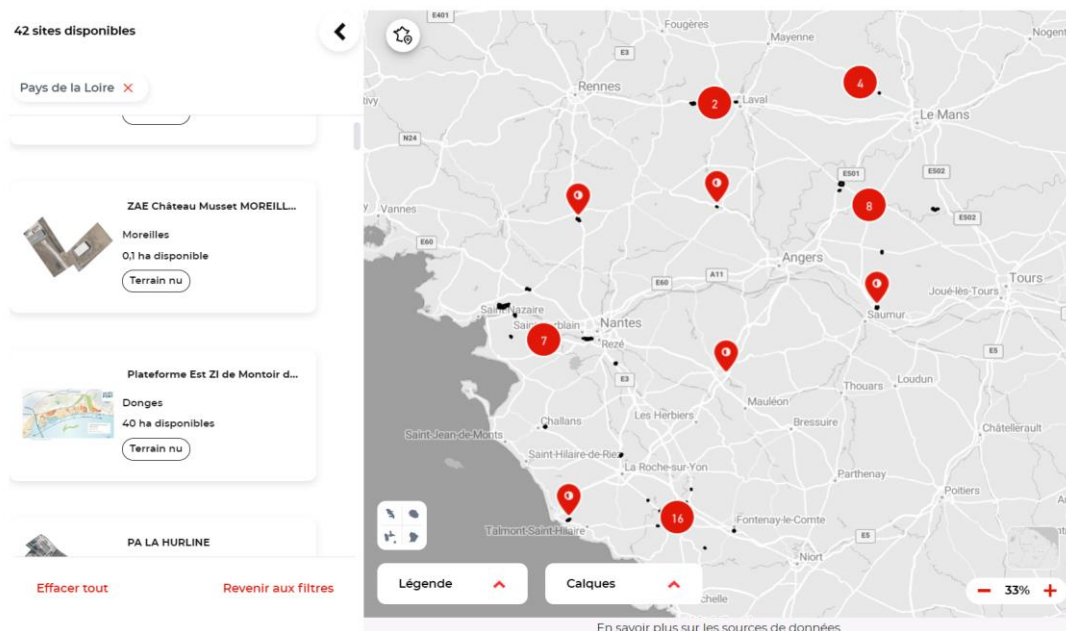 42 sites disponibles
Pays de la Loire
ZAE Château Musset MOREILL...
Moreilles
0,1 ha disponible
Terrain nu
Plateforme Est ZI de Montoir d...
Donges
40 ha disponibles
Terrain nu
PA LA HURLINE
Effacer tout
Revenir aux filtres
E401
Fougères
Mayenne
Nogent
E3
Rennes
4
2
Laval
Le Mans
N24
E501
E502
8
E502
Vannes
E60
Angers
A11
E60
Tours
Joué-lès-Tours
Saint-Nazaire
Saumur
Nantes
7
Rezé
E5
E3
Thouars
Loudun
Mauléon
Les Herbiers
Challans
Bressuire
Châtellerault
Saint-Jean-de-Monts
Saint-Hilaire-de-Riez
La Roche-sur-Yon
Parthenay
Poitiers
16
Fontenay-le-Comte
Talmont-Saint-Hilaire
E5
Niort
Légende
Calques
chelle
33%
En savoir plus sur les sources de données